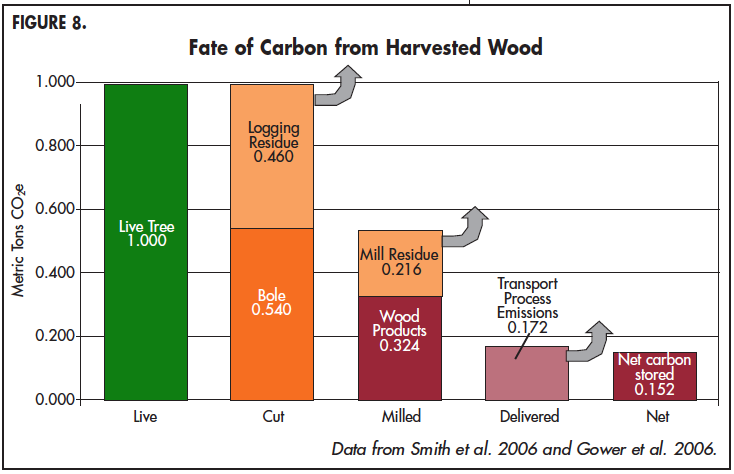 FIGURE 8.
Fate of Carbon from Harvested Wood
Metric Tons CO₂e
1.000
0.800
0.600
0.400
0.200
0.000
Live Tree
1.000
Logging
Residue
0.460
Bole
0.540
Mill Residue
0.216
Wood
Products
0.324
Transport
Process
Emissions
0.172
Net carbon
stored
0.152
Live
Cut
Milled
Delivered
Net
Data from Smith et al. 2006 and Gower et al. 2006.